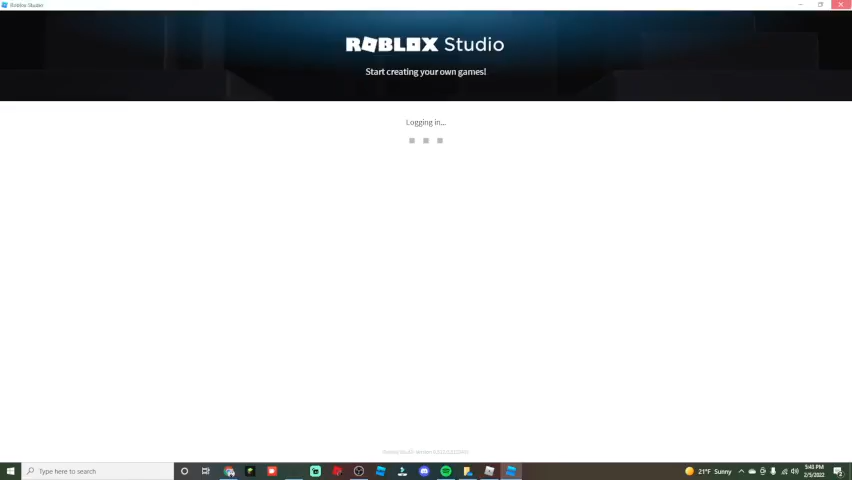 Roblox Studio
ROBLOX Studio
Start creating your own games!
Logging in...
Type here to search
21°F Sunny
5:43 PM
2/5/2022